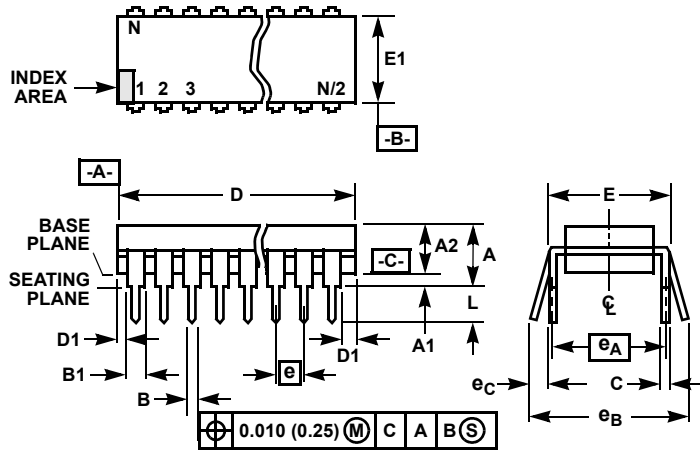 N
E1
INDEX
AREA
1 2 3 N/2
-B-
-A-
D E
BASE
PLANE
A2 A
-C-
SEATING
PLANE
L
D1 A1 D1
e
eA
B1
eC C
B
eB
0.010 (0.25) M C A B S